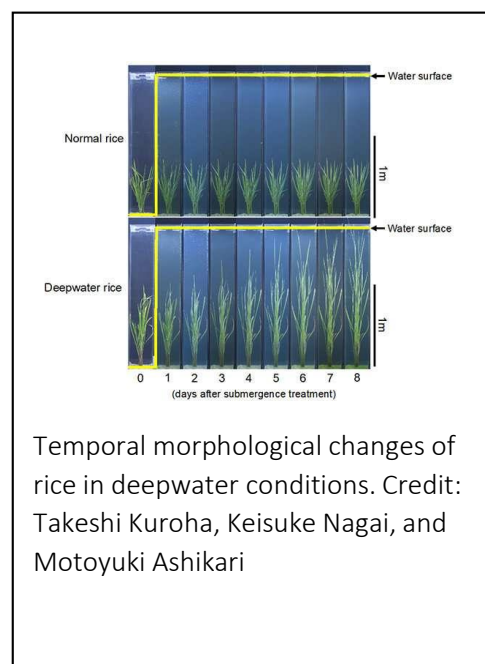 Water surface
Normal rice
1m
Water surface
Deepwater rice
1m
0 1 2 3 4 5 6 7 8
(days after submergence treatment)
Temporal morphological changes of
rice in deepwater conditions. Credit:
Takeshi Kuroha, Keisuke Nagai, and
Motoyuki Ashikari